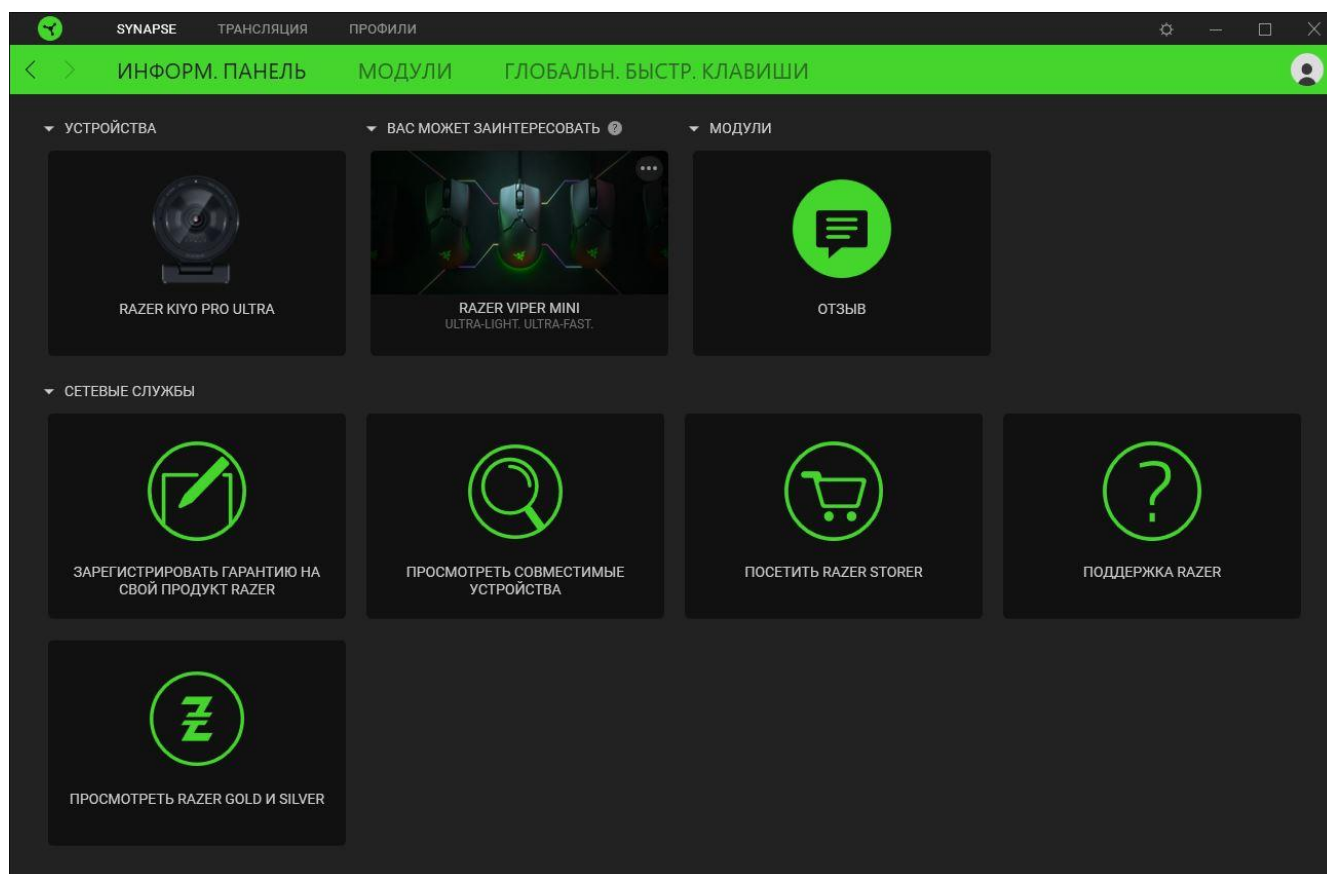 SYNAPSE ТРАНСЛЯЦИЯ ПРОФИЛИ
ИНФОРМ. ПАНЕЛЬ МОДУЛИ ГЛОБАЛЬН. БЫСТР. КЛАВИШИ
УСТРОЙСТВА
ВАС МОЖЕТ ЗАИНТЕРЕСОВАТЬ ?
МОДУЛИ
RAZER KIYO PRO ULTRA
RAZER VIPER MINI
ULTRA-LIGHT. ULTRA-FAST.
ОТЗЫВ
СЕТЕВЫЕ СЛУЖБЫ
ЗАРЕГИСТРИРОВАТЬ ГАРАНТИЮ НА
СВОЙ ПРОДУКТ RAZER
ПРОСМОТРЕТЬ СОВМЕСТИМЫЕ
УСТРОЙСТВА
ПОСЕТИТЬ RAZER STORER
ПОДДЕРЖКА RAZER
ПРОСМОТРЕТЬ RAZER GOLD И SILVER